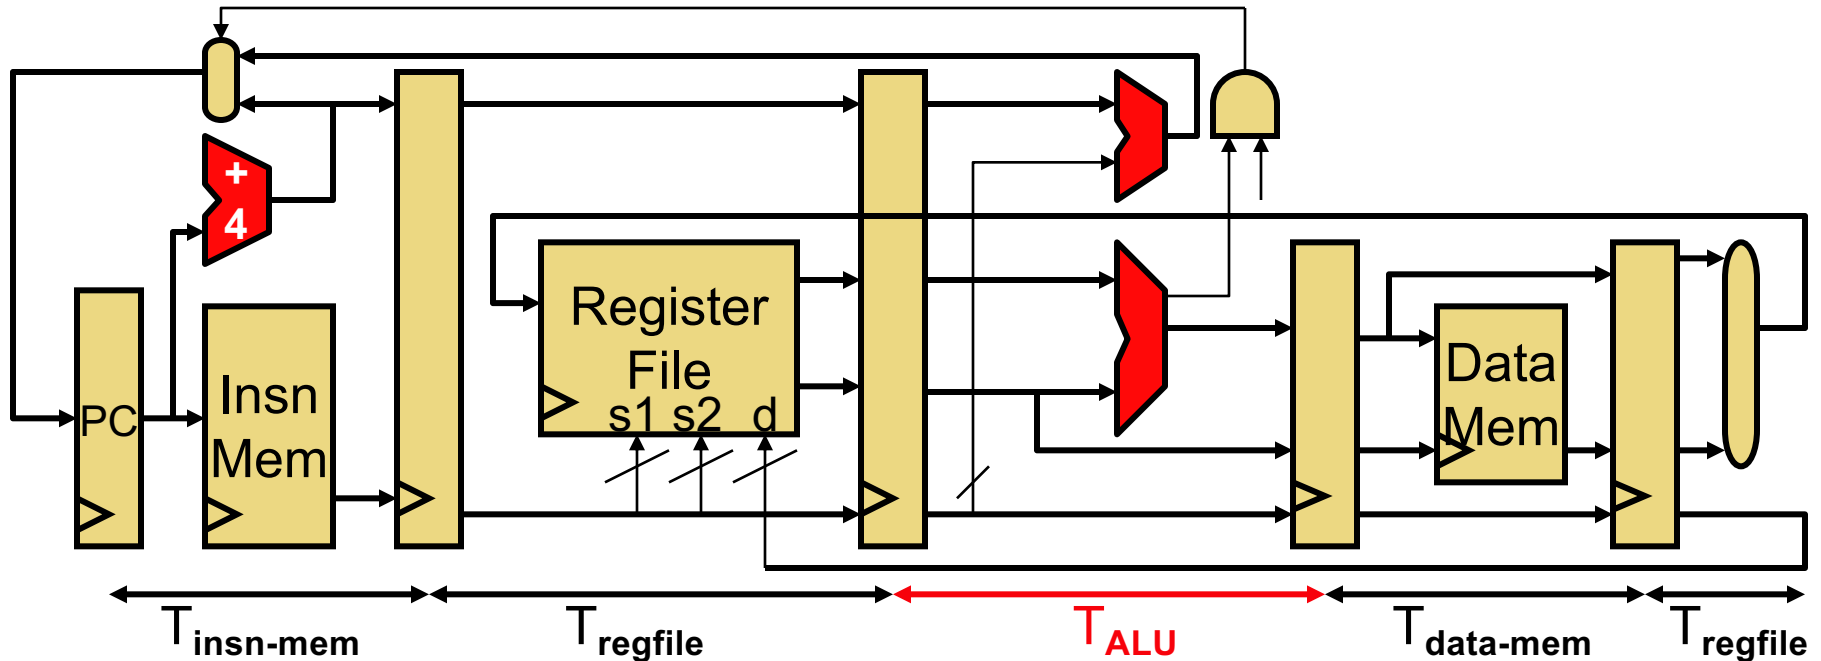 +
4
PC
Insn
Mem
Register
File
s1 s2 d
Data
Mem
T insn-mem
T regfile
T ALU
T data-mem
T regfile